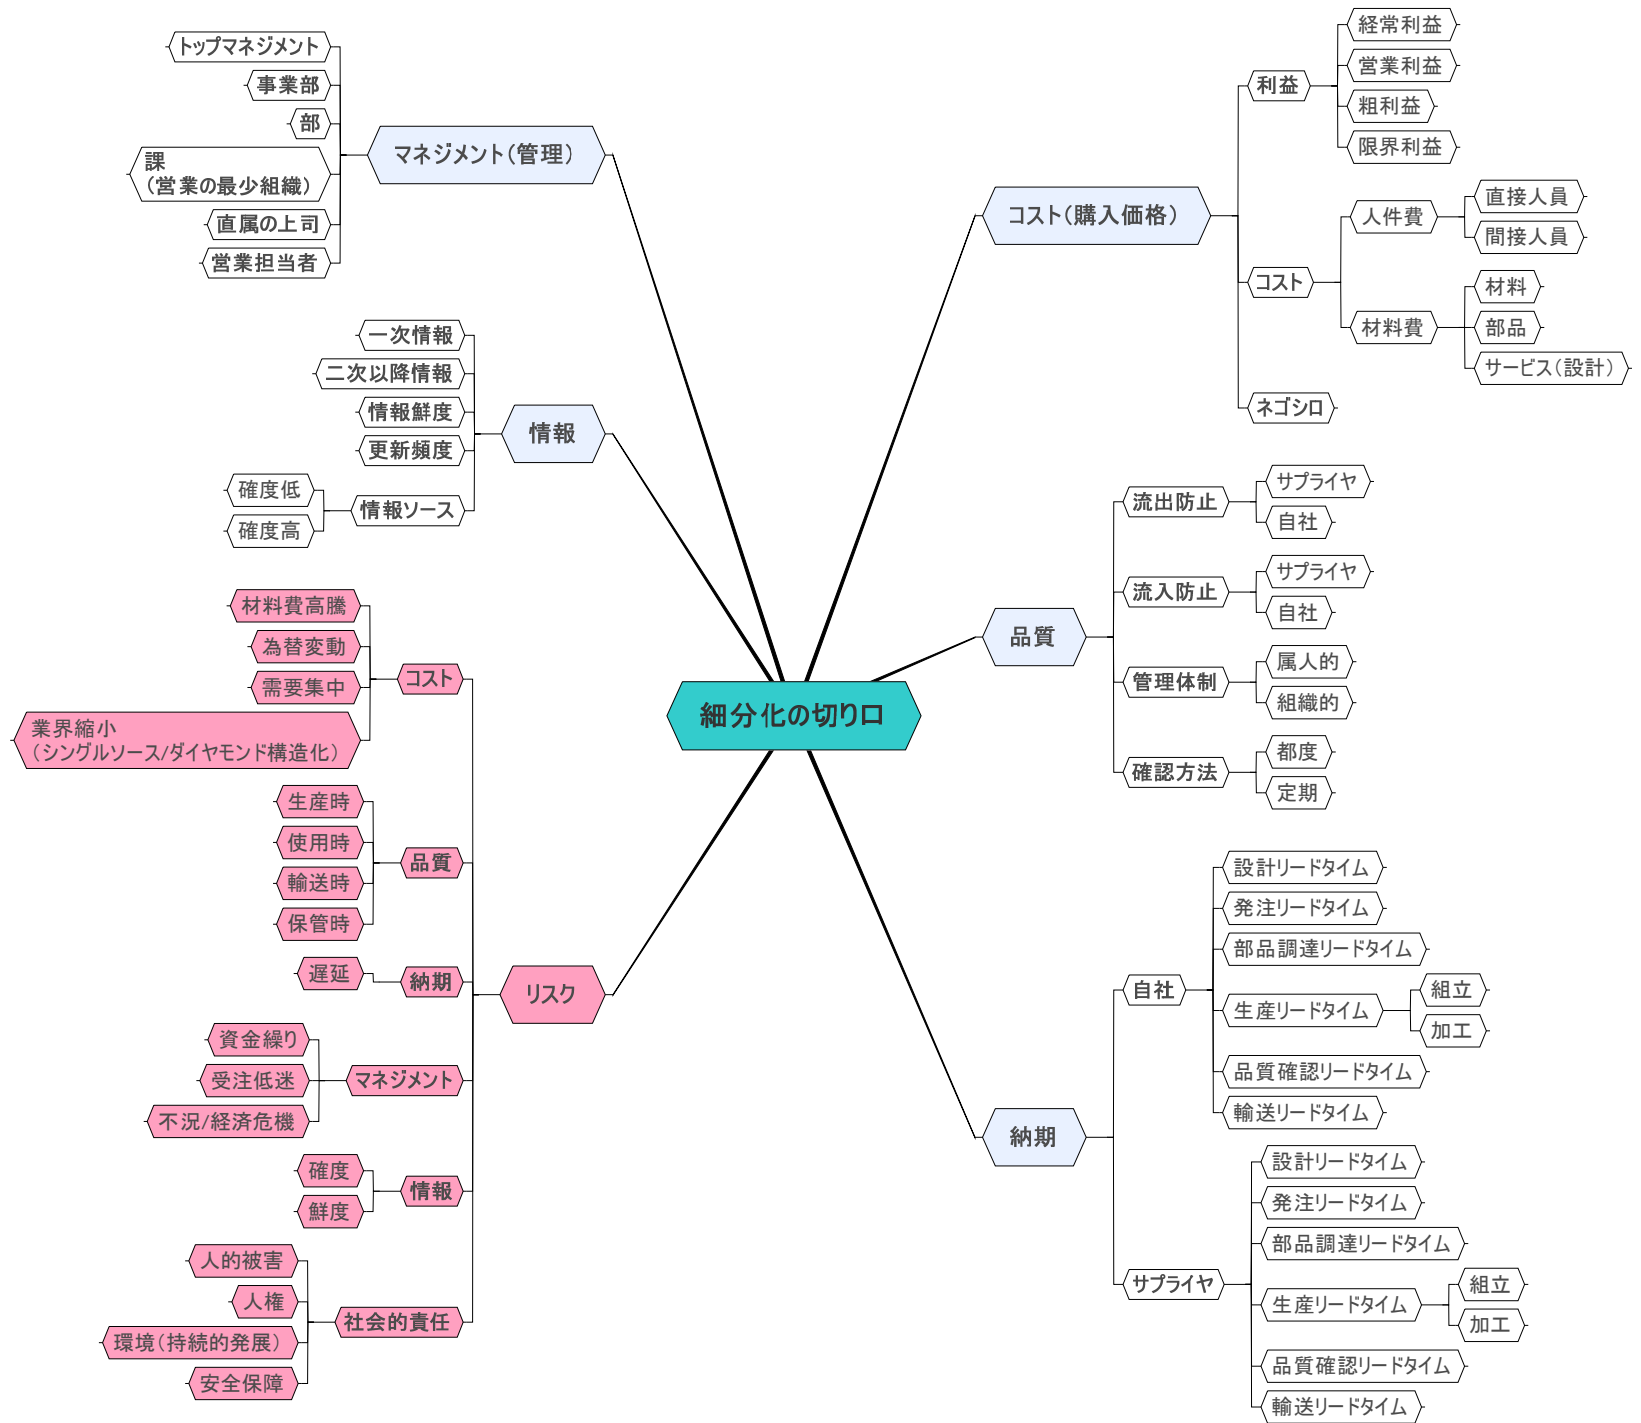 細分化の切り口
コスト（購入価格）
利益
経常利益
営業利益
粗利益
限界利益
コスト
人件費
直接人員
間接人員
材料費
材料
部品
サービス（設計）
ネゴシロ
品質
流出防止
サプライヤ
自社
流入防止
サプライヤ
自社
管理体制
属人的
組織的
確認方法
都度
定期
納期
自社
設計リードタイム
発注リードタイム
部品調達リードタイム
生産リードタイム
組立
加工
品質確認リードタイム
輸送リードタイム
サプライヤ
設計リードタイム
発注リードタイム
部品調達リードタイム
生産リードタイム
組立
加工
品質確認リードタイム
輸送リードタイム
マネジメント（管理）
トップマネジメント
事業部
部
課
（営業の最少組織）
直属の上司
営業担当者
情報
一次情報
二次以降情報
情報鮮度
更新頻度
情報ソース
確度低
確度高
リスク
コスト
材料費高騰
為替変動
需要集中
業界縮小
（シングルソース/ダイヤモンド構造化）
品質
生産時
使用時
輸送時
保管時
納期
遅延
マネジメント
資金繰り
受注低迷
不況/経済危機
情報
確度
鮮度
社会的責任
人的被害
人権
環境（持続的発展）
安全保障